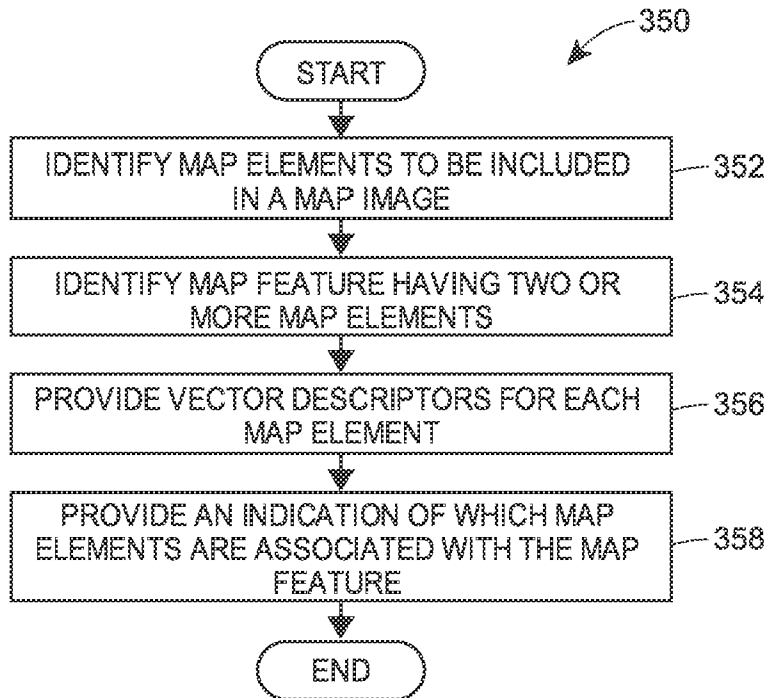 350
START
IDENTIFY MAP ELEMENTS TO BE INCLUDED
IN A MAP IMAGE
352
IDENTIFY MAP FEATURE HAVING TWO OR
MORE MAP ELEMENTS
354
PROVIDE VECTOR DESCRIPTORS FOR EACH
MAP ELEMENT
356
PROVIDE AN INDICATION OF WHICH MAP
ELEMENTS ARE ASSOCIATED WITH THE MAP
FEATURE
358
END